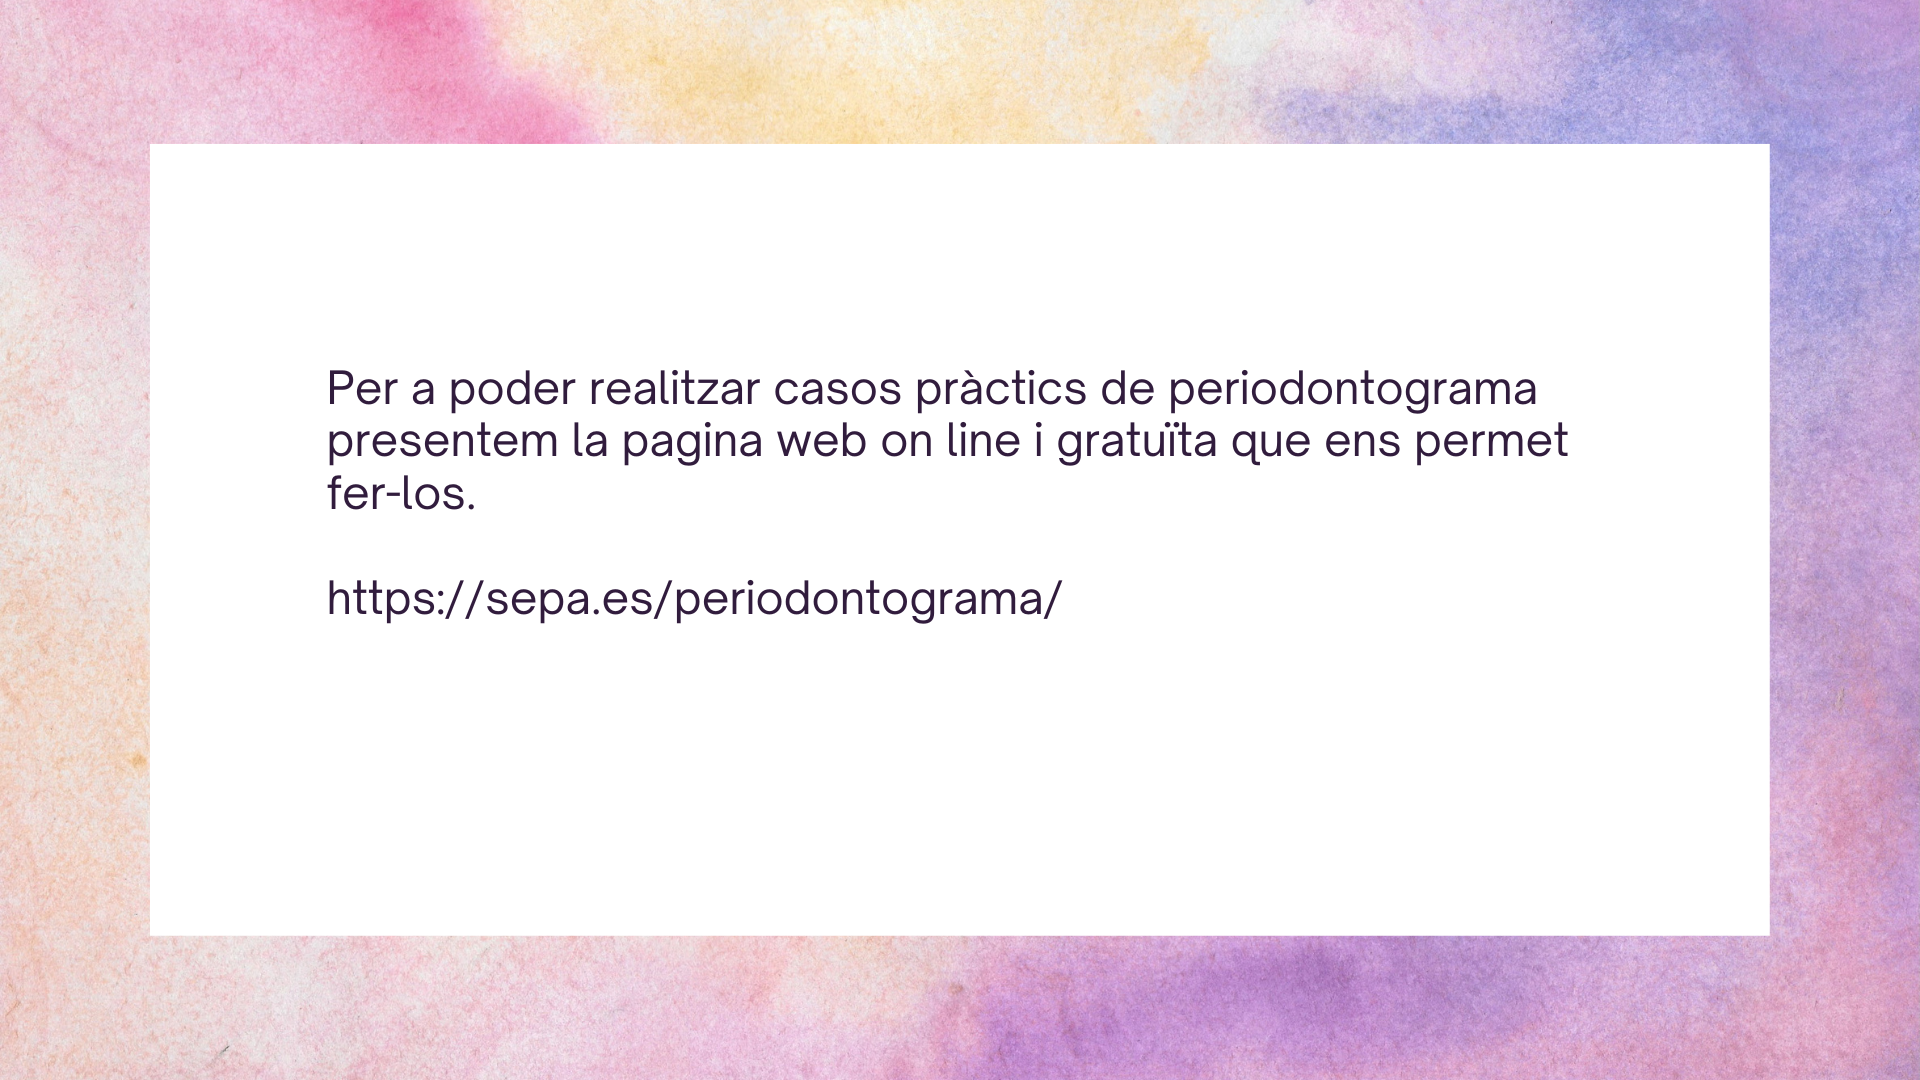 Per a poder realitzar casos pràctics de periodontograma
presentem la pagina web on line i gratuïta que ens permet
fer-los.
https://sepa.es/periodontograma/